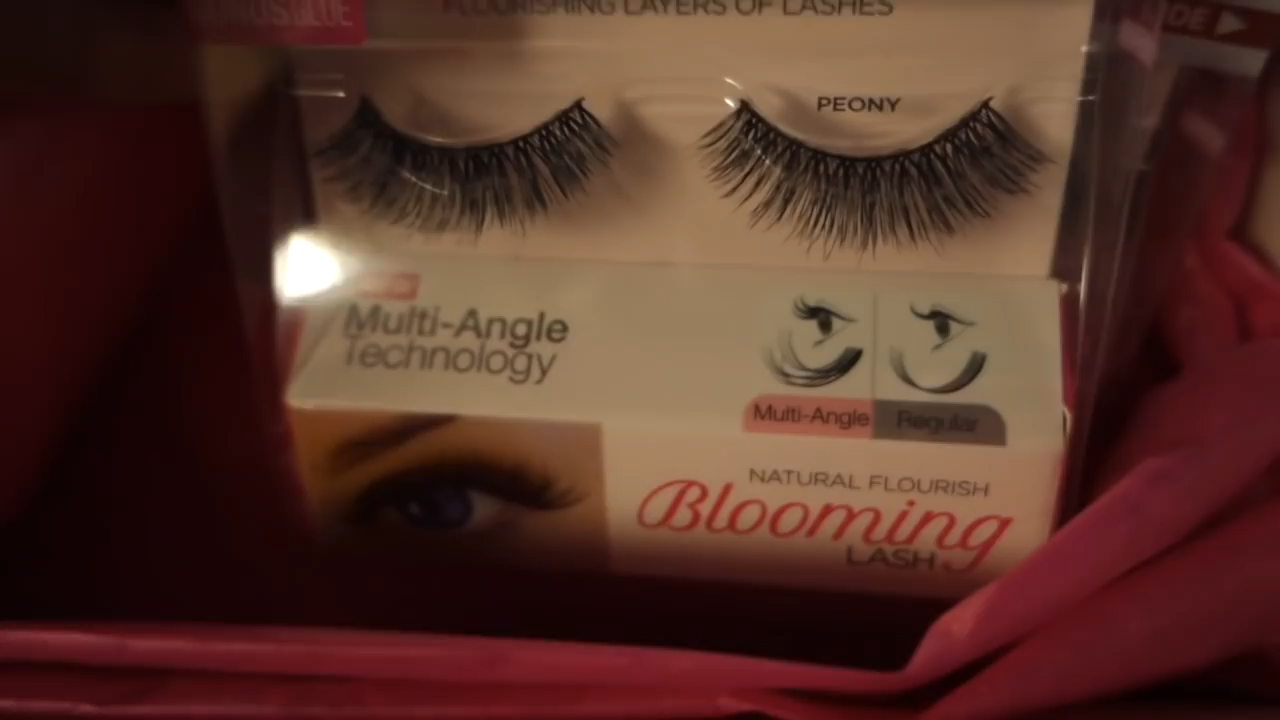 FLOURISHING LAYERS OF LASHES
PEONY
Multi-Angle
Technology
Multi-Angle
Regular
NATURAL FLOURISH
Blooming
LASH